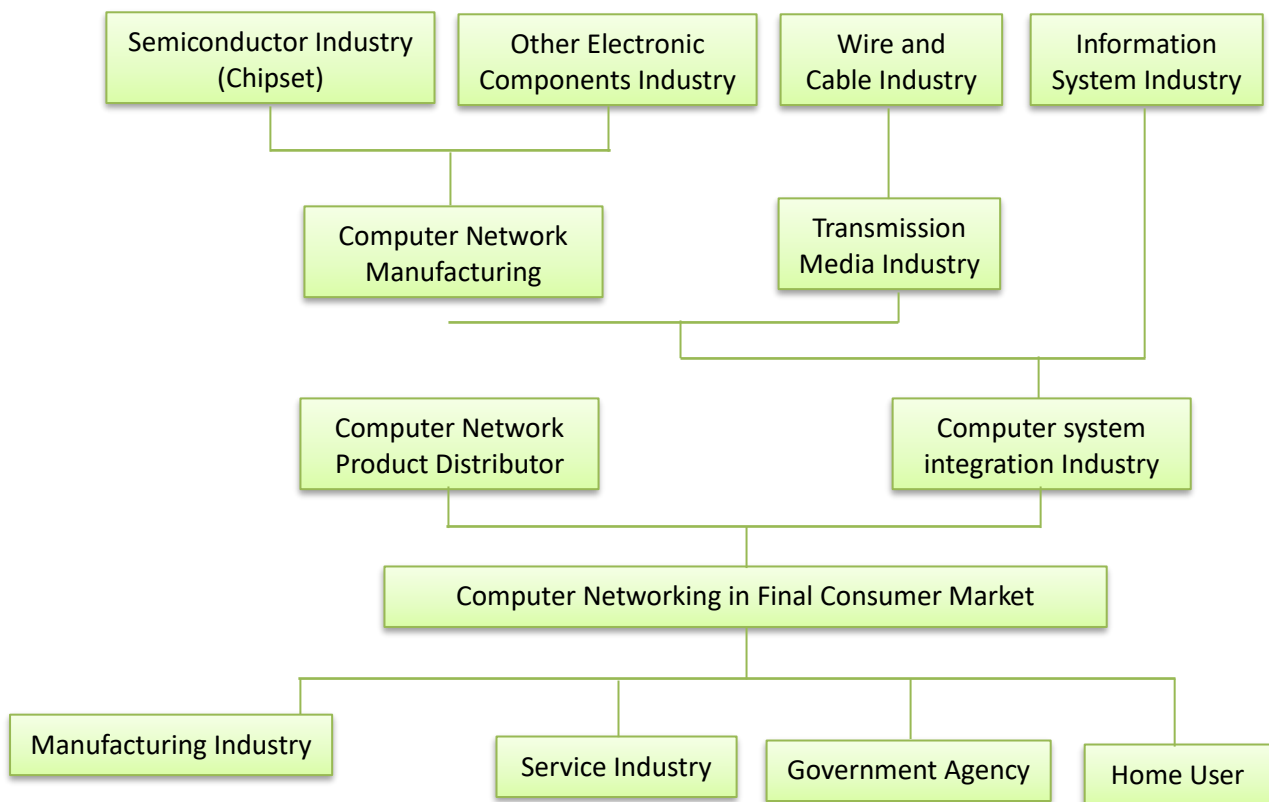 Semiconductor Industry
(Chipset)
Other Electronic
Components Industry
Wire and
Cable Industry
Information
System Industry
Computer Network
Manufacturing
Transmission
Media Industry
Computer Network
Product Distributor
Computer system
integration Industry
Computer Networking in Final Consumer Market
Manufacturing Industry
Service Industry
Government Agency
Home User